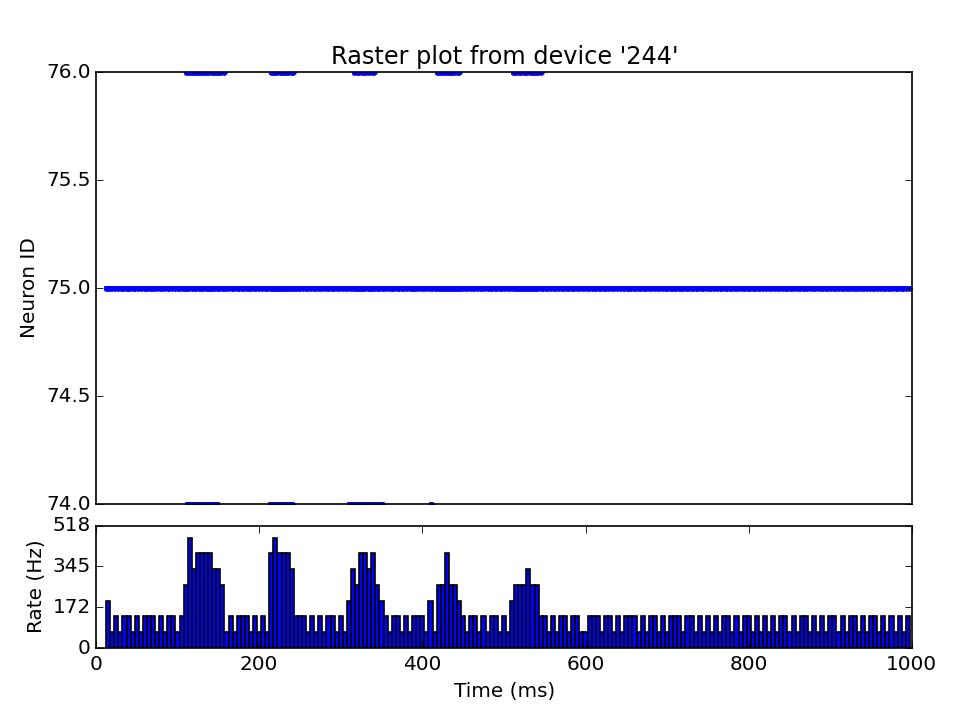 Raster plot from device '244'
76.0
75.5
75.0
74.5
74.0
Neuron ID
518
345
172
0
Rate (Hz)
0 200 400 600 800 1000
Time (ms)